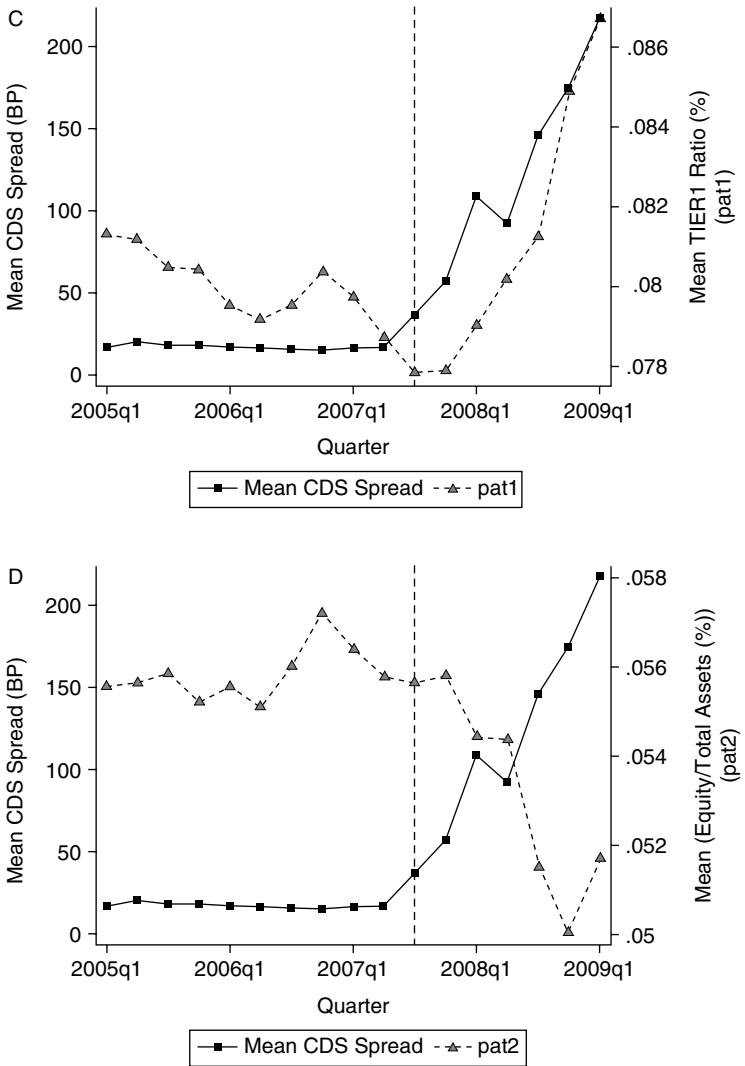 C
Mean CDS Spread (BP)
200
150
100
50
0
.086
.084
.082
.08
.078
Mean TIER1 Ratio (%)
(pat1)
2005q1 2006q1 2007q1 2008q1 2009q1
Quarter
Mean CDS Spread pat1
D
Mean CDS Spread (BP)
200
150
100
50
0
.058
.056
.054
.052
.05
Mean (Equity/Total Assets (%))
(pat2)
2005q1 2006q1 2007q1 2008q1 2009q1
Quarter
Mean CDS Spread pat2